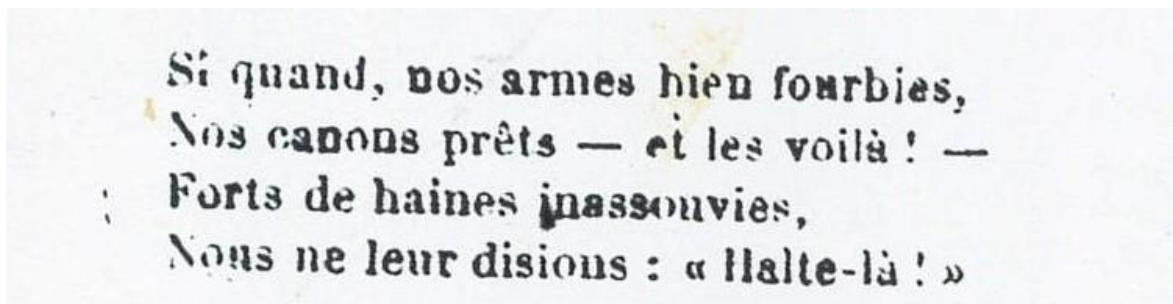 Si quand, nos armes bien fourbies,
Nos canons prêts — et les voilà ! —
Forts de haines inassouvies,
Nous ne leur disions : « Halte-là ! »